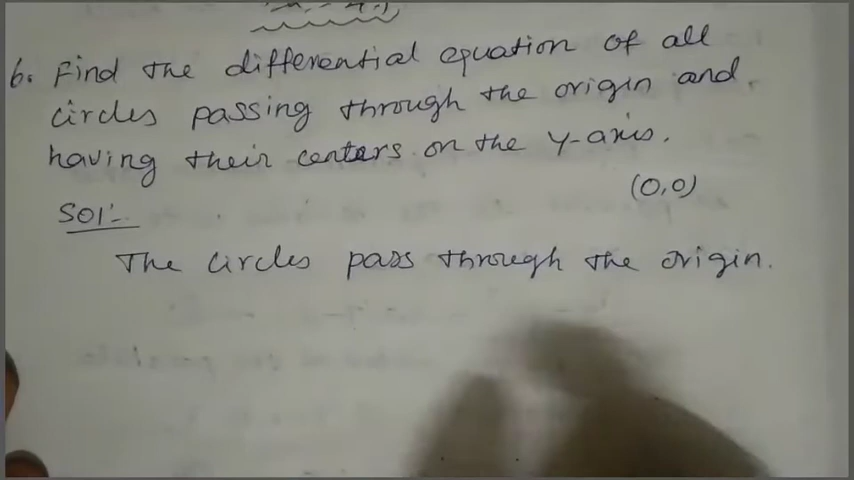 6. Find the differential equation of all
circles passing through the origin and
having their centers on the Y-axis.
(0,0)
Sol:-
The circles pass through the origin.